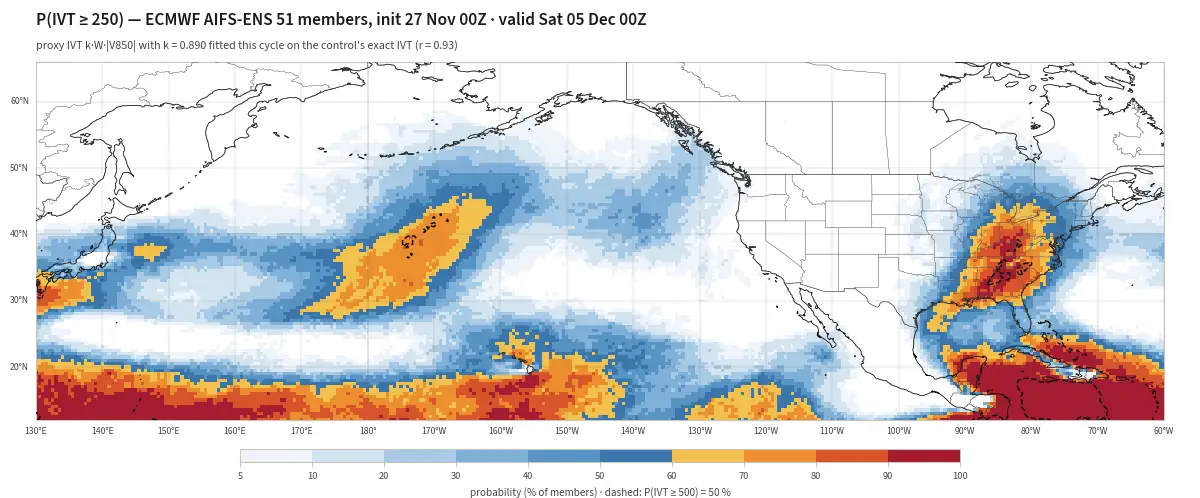 P(IVT ≥ 250) — ECMWF AIFS-ENS 51 members, init 27 Nov 00Z · valid Sat 05 Dec 00Z
proxy IVT k·W·|V850| with k = 0.890 fitted this cycle on the control's exact IVT (r = 0.93)
60°N
50°N
40°N
30°N
20°N
130°E 140°E 150°E 160°E 170°E 180° 170°W 160°W 150°W 140°W 130°W 120°W 110°W 100°W 90°W 80°W 70°W 60°W
5 10 20 30 40 50 60 70 80 90 100
probability (% of members) · dashed: P(IVT ≥ 500) = 50 %